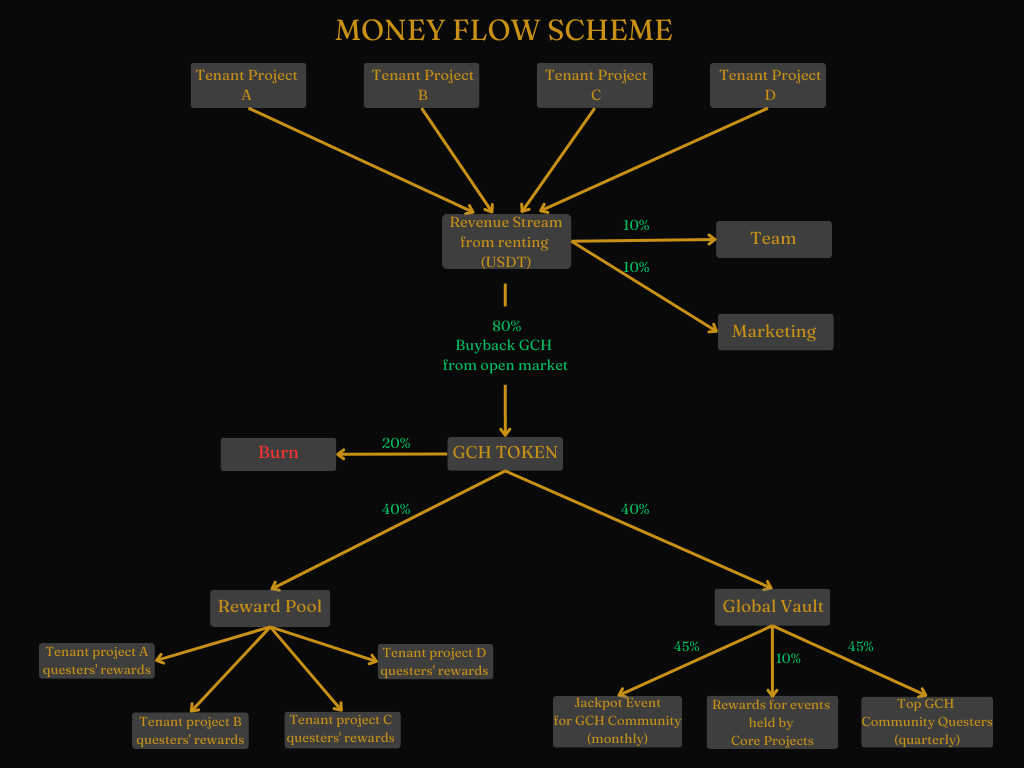 MONEY FLOW SCHEME
Tenant Project
A
Tenant Project
B
Tenant Project
C
Tenant Project
D
Revenue Stream
from renting
(USDT)
10%
Team
10%
Marketing
80%
Buyback GCH
from open market
Burn
20%
GCH TOKEN
40%
40%
Reward Pool
Global Vault
Tenant project A
questers' rewards
Tenant project D
questers' rewards
Tenant project B
questers' rewards
Tenant project C
questers' rewards
45%
10%
45%
Jackpot Event
for GCH Community
(monthly)
Rewards for events
held by
Core Projects
Top GCH
Community Questers
(quarterly)